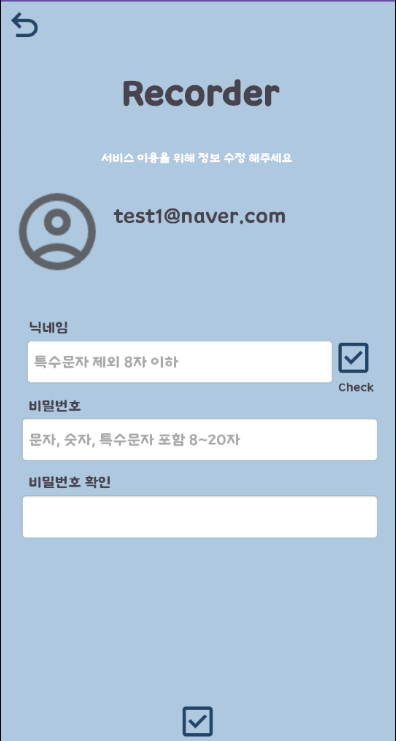 Recorder
서비스 이용을 위해 정보 수정 해주세요
test1@naver.com
닉네임
특수문자 제외 8자 이하
Check
비밀번호
문자, 숫자, 특수문자 포함 8~20자
비밀번호 확인